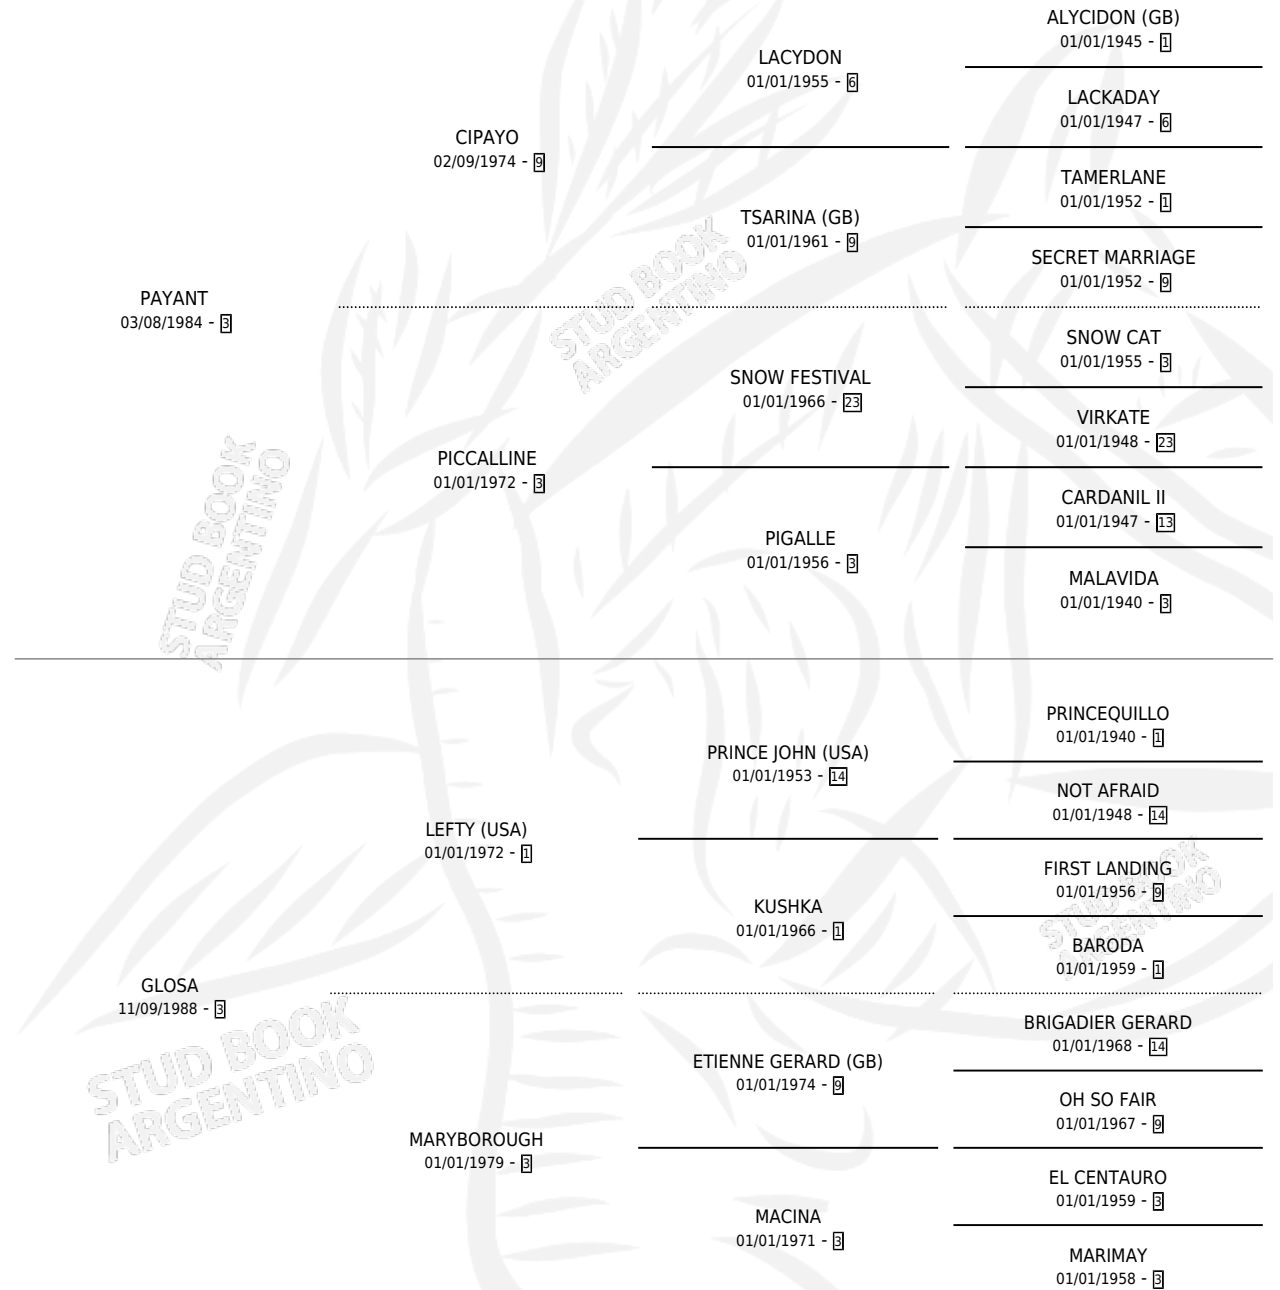 ALYCIDON (GB)
01/01/1945 - 1
LACYDON
01/01/1955 - 6
LACKADAY
01/01/1947 - 6
CIPAYO
02/09/1974 - 9
TAMERLANE
01/01/1952 - 1
TSARINA (GB)
01/01/1961 - 9
SECRET MARRIAGE
01/01/1952 - 9
PAYANT
03/08/1984 - 3
SNOW CAT
01/01/1955 - 3
SNOW FESTIVAL
01/01/1966 - 23
VIRKATE
01/01/1948 - 23
PICCALLINE
01/01/1972 - 3
CARDANIL II
01/01/1947 - 13
PIGALLE
01/01/1956 - 3
MALAVIDA
01/01/1940 - 3
STUD BOOK
ARGENTINO
STUD BOOK
ARGENTINO
PRINCEQUILLO
01/01/1940 - 1
PRINCE JOHN (USA)
01/01/1953 - 14
NOT AFRAID
01/01/1948 - 14
LEFTY (USA)
01/01/1972 - 1
FIRST LANDING
01/01/1956 - 9
KUSHKA
01/01/1966 - 1
BARODA
01/01/1959 - 1
GLOSA
11/09/1988 - 3
BRIGADIER GERARD
01/01/1968 - 14
ETIENNE GERARD (GB)
01/01/1974 - 9
OH SO FAIR
01/01/1967 - 9
MARYBOROUGH
01/01/1979 - 3
EL CENTAURO
01/01/1959 - 3
MACINA
01/01/1971 - 3
MARIMAY
01/01/1958 - 3
STUD BOOK
ARGENTINO
STUD BOOK
ARGENTINO